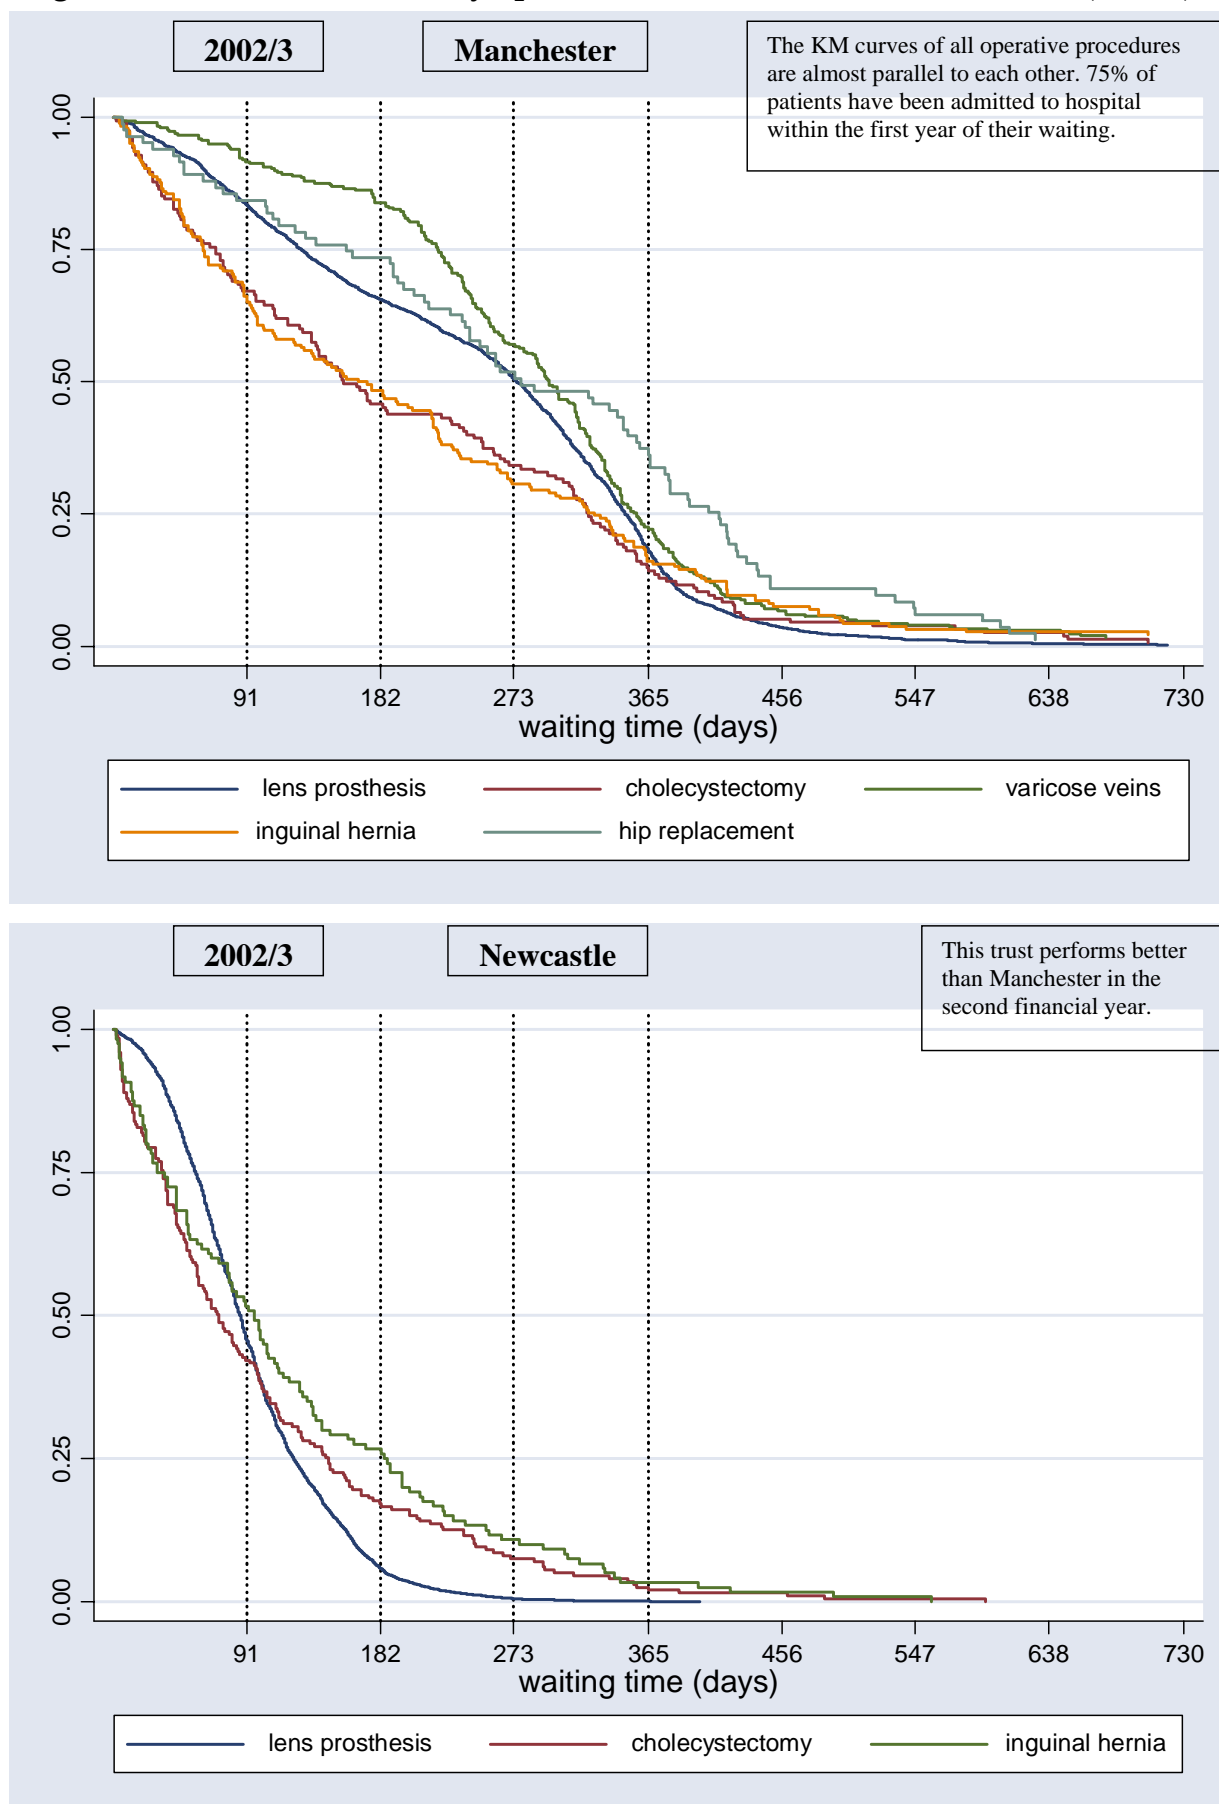 2002/3
Manchester
The KM curves of all operative procedures
are almost parallel to each other. 75% of
patients have been admitted to hospital
within the first year of their waiting.
1.00
0.75
0.50
0.25
0.00
91 182 273 365 456 547 638 730
waiting time (days)
lens prosthesis cholecystectomy varicose veins
inguinal hernia hip replacement
2002/3
Newcastle
This trust performs better
than Manchester in the
second financial year.
1.00
0.75
0.50
0.25
0.00
91 182 273 365 456 547 638 730
waiting time (days)
lens prosthesis cholecystectomy inguinal hernia